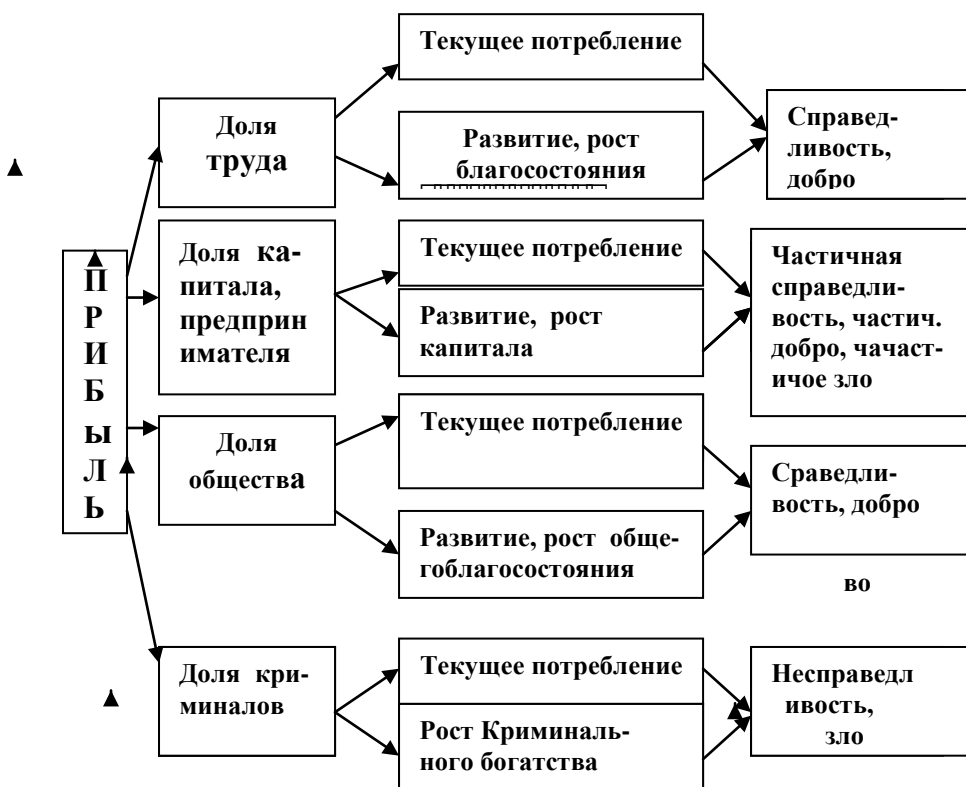 Текущее потребление
Доля
труда
Развитие, рост
благосостояния
Справед-
ливость,
добро
П
Р
И
Б
Ы
Л
Ь
Доля ка-
питала,
предприн
имателя
Текущее потребление
Развитие, рост
капитала
Частичная
справедли-
вость, частич.
добро, чачаст-
ичое зло
Доля
общества
Текущее потребление
Развитие, рост обще-
гоблагосостояния
Сраведли-
вость, добро
во
Доля кри-
миналов
Текущее потребление
Рост Криминаль-
ного богатства
Несправедл
ивость,
зло